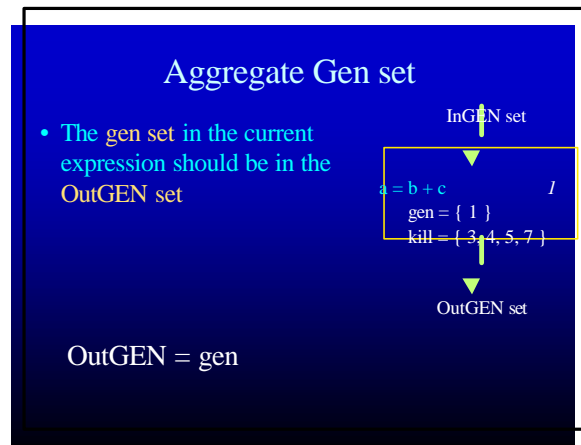 Aggregate Gen set
• The gen set in the current
expression should be in the
OutGEN set
InGEN set
a = b + c 1
gen = { 1 }
kill = { 3, 4, 5, 7 }
OutGEN set
OutGEN = gen